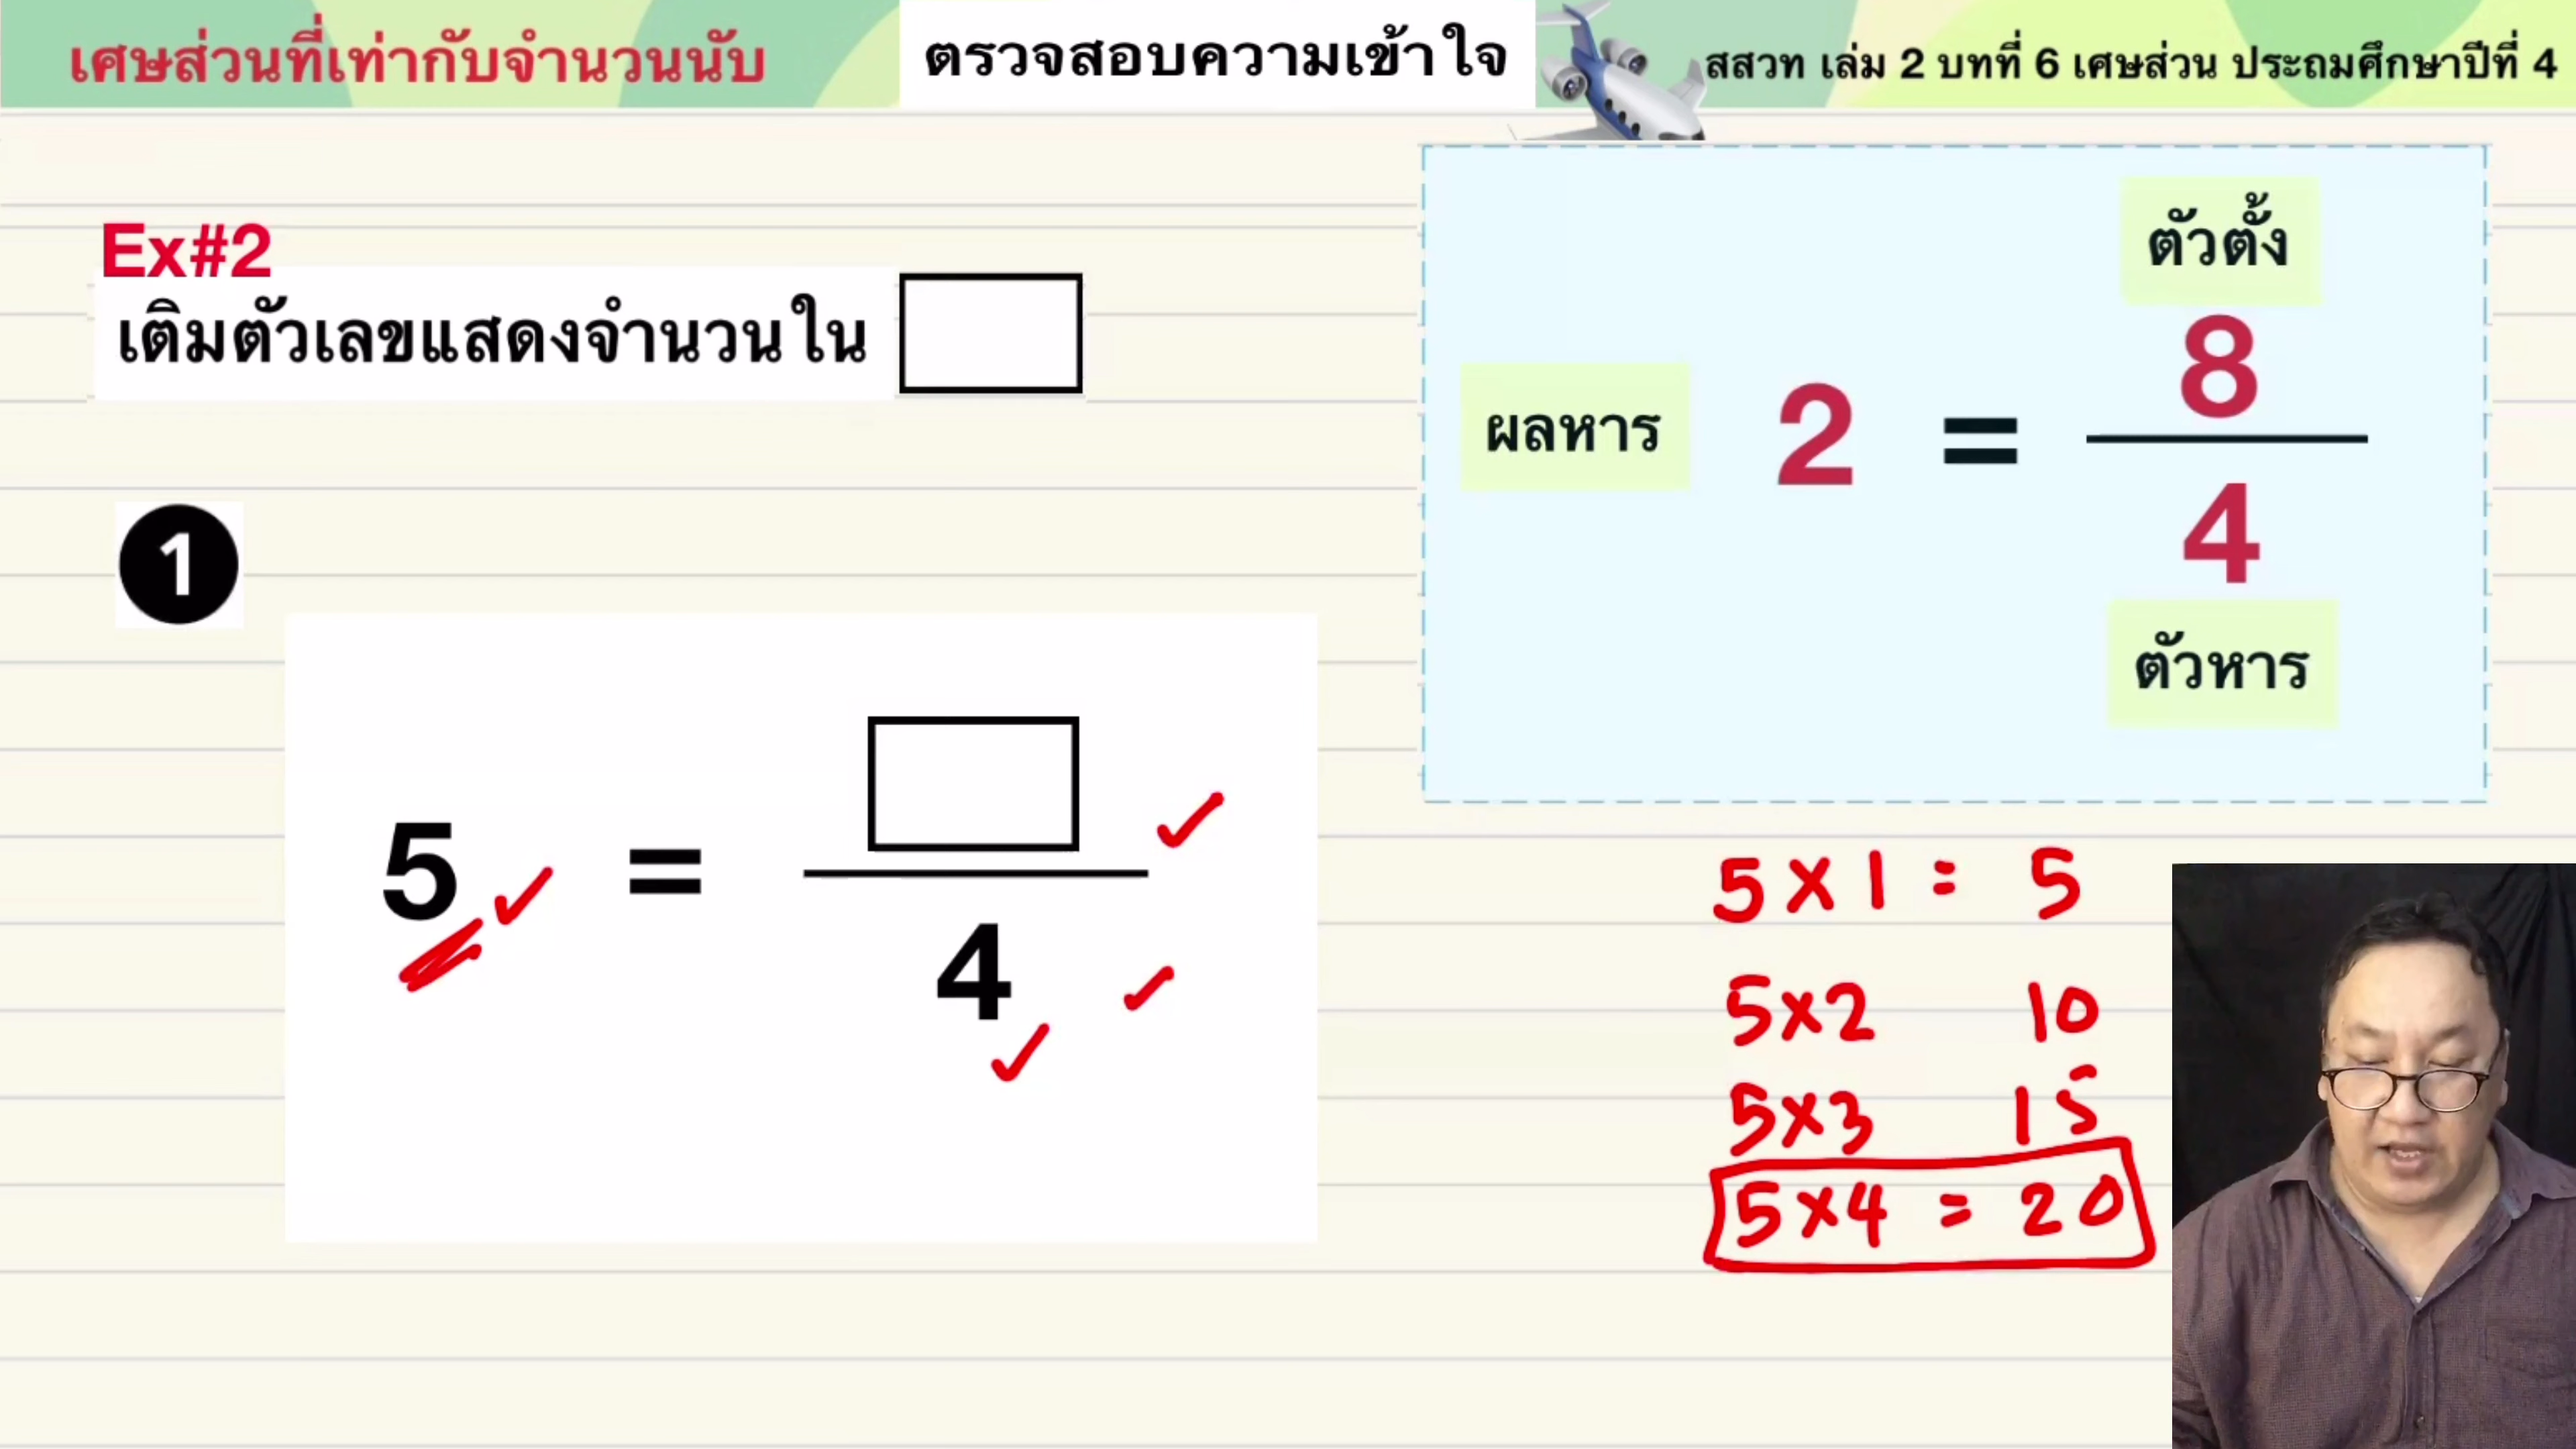 เศษส่วนที่เท่ากับจำนวนนับ
ตรวจสอบความเข้าใจ
สสวท เล่ม 2 บทที่ 6 เศษส่วน ประถมศึกษาปีที่ 4
Ex#2
เติมตัวเลขแสดงจำนวนใน
1
5 =
4
ตัวตั้ง
8
ผลหาร 2 =
4
ตัวหาร
5 x 1 = 5
5x2 10
5x3 15
5x4 = 20